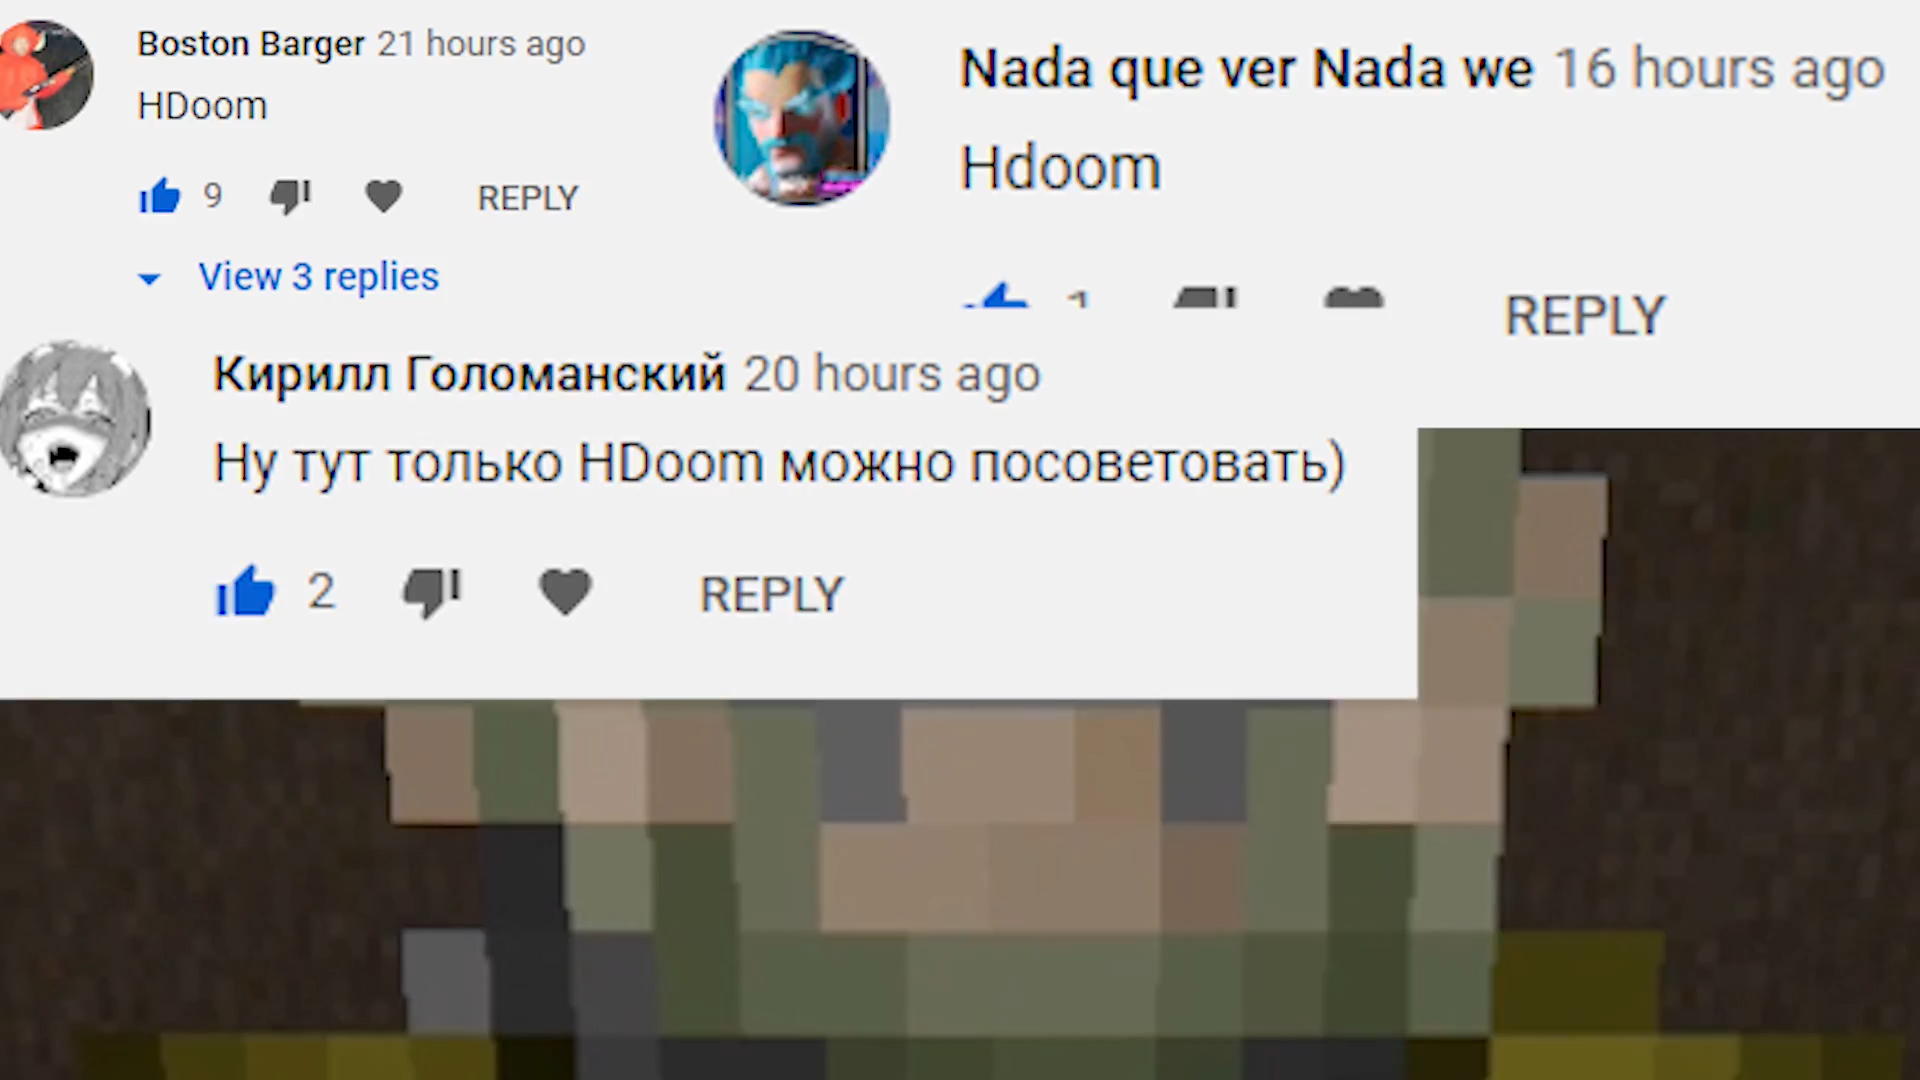 Boston Barger 21 hours ago
HDoom
9 REPLY
View 3 replies
Nada que ver Nada we 16 hours ago
Hdoom
REPLY
Кирилл Голоманский 20 hours ago
Ну тут только HDoom можно посоветовать)
2 REPLY